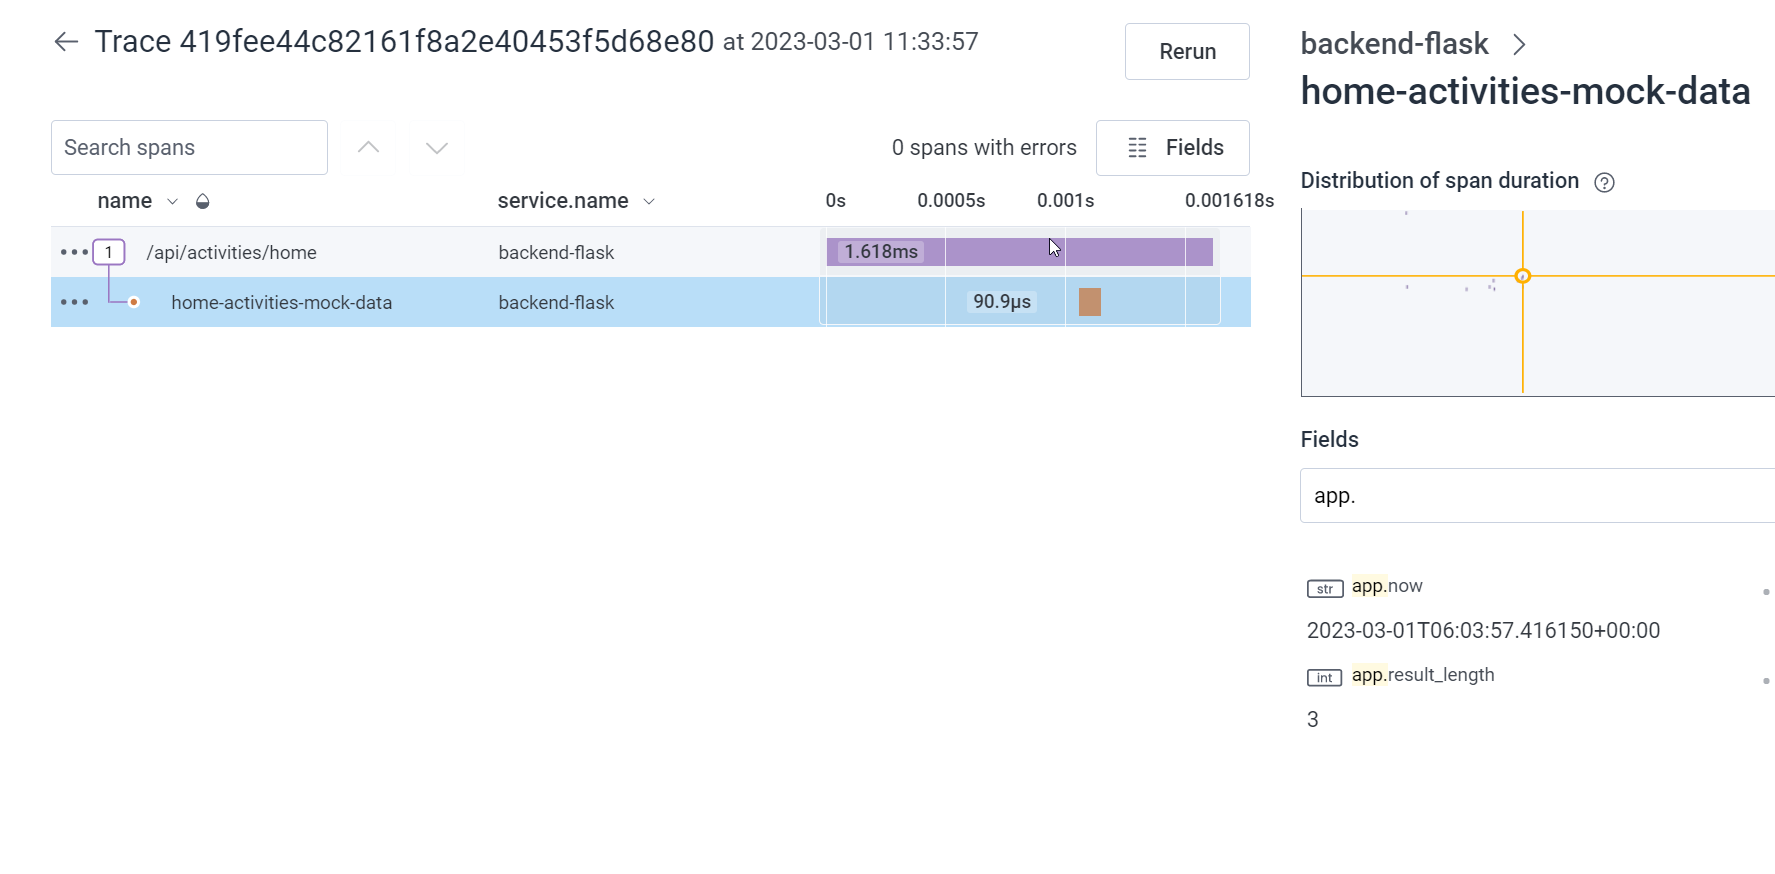 Trace 419fee44c82161f8a2e40453f5d68e80 at 2023-03-01 11:33:57
Rerun
Search spans
0 spans with errors
Fields
name service.name 0s 0.0005s 0.001s 0.001618s
1 /api/activities/home backend-flask 1.618ms
home-activities-mock-data backend-flask 90.9μs
backend-flask
home-activities-mock-data
Distribution of span duration ?
Fields
app.
str app.now
2023-03-01T06:03:57.416150+00:00
int app.result_length
3